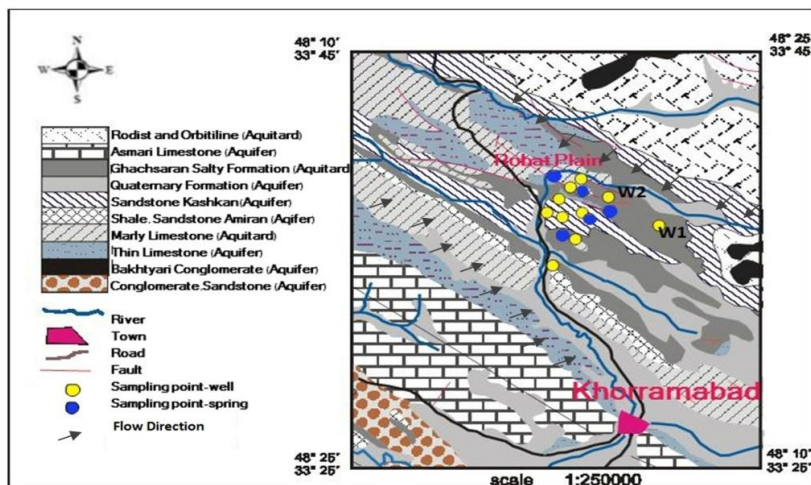 48° 10'
33° 45'
48° 25'
33° 45'
N
W E
S
Rodist and Orbitiline (Aquitard)
Asmari Limestone (Aquifer)
Ghachsaran Salty Formation (Aquitard)
Quaternary Formation (Aquifer)
Sandstone Kashkan (Aquifer)
Shale. Sandstone Amiran (Aqifer)
Marly Limestone (Aquitard)
Thin Limestone (Aquifer)
Bakhtyari Conglomerate (Aquifer)
Conglomerate.Sandstone (Aquifer)
River
Town
Road
Fault
Sampling point-well
Sampling point-spring
Flow Direction
Robat Plain
W2
W1
Khorramabad
48° 25'
33° 25'
48° 10'
33° 25'
scale 1:250000